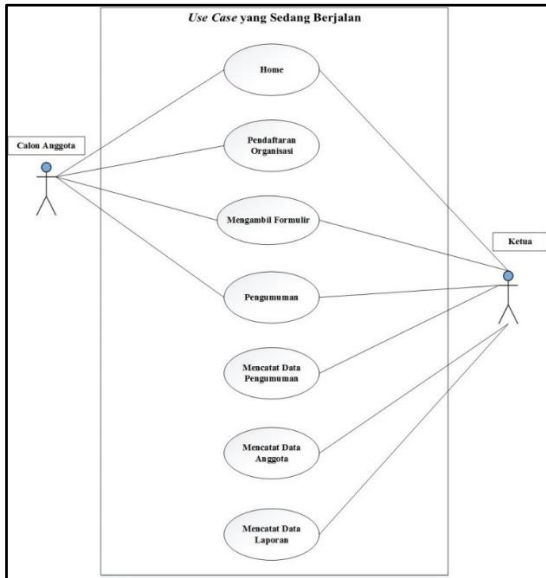 Use Case yang Sedang Berjalan
Home
Calon Anggota
Pendaftaran
Organisasi
Mengambil Formulir
Ketua
Pengumuman
Mencatat Data
Pengumuman
Mencatat Data
Anggota
Mencatat Data
Laporan